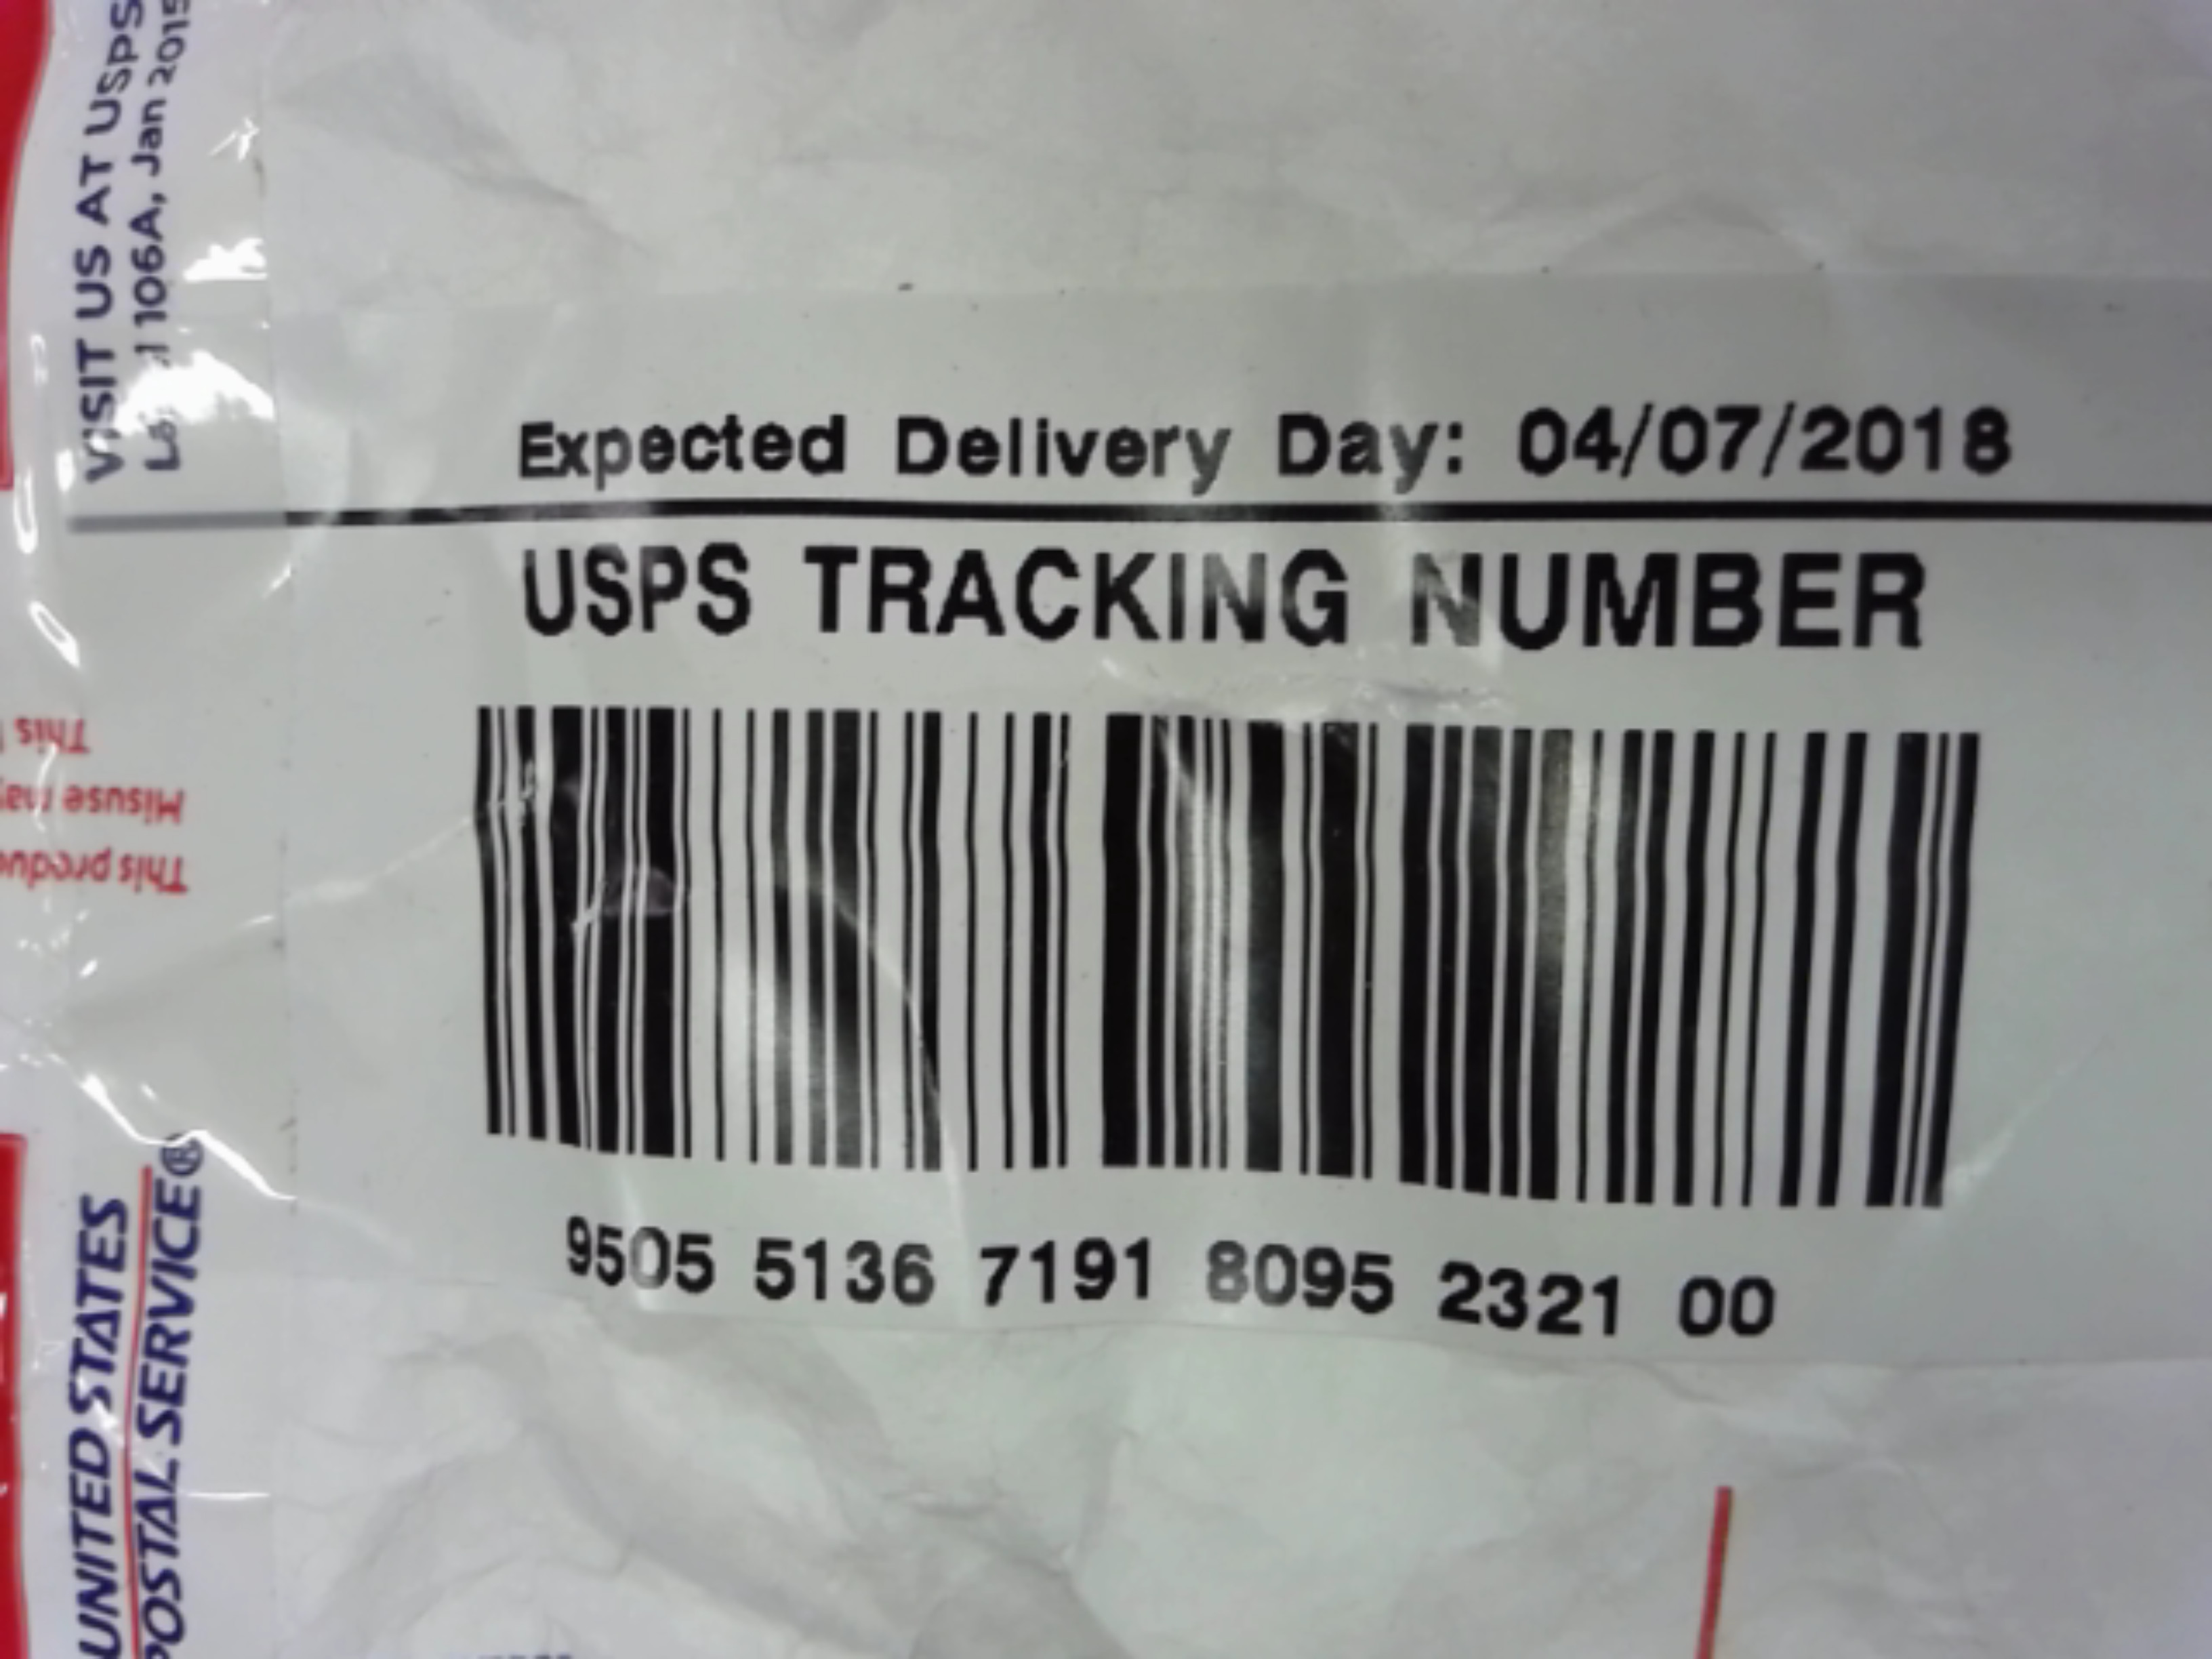 VISIT US AT USPS
106A, Jan 2015
Expected Delivery Day: 04/07/2018
USPS TRACKING NUMBER
9505 5136 7191 8095 2321 00
This
Misuse may
This
UNITED STATES
POSTAL SERVICE®